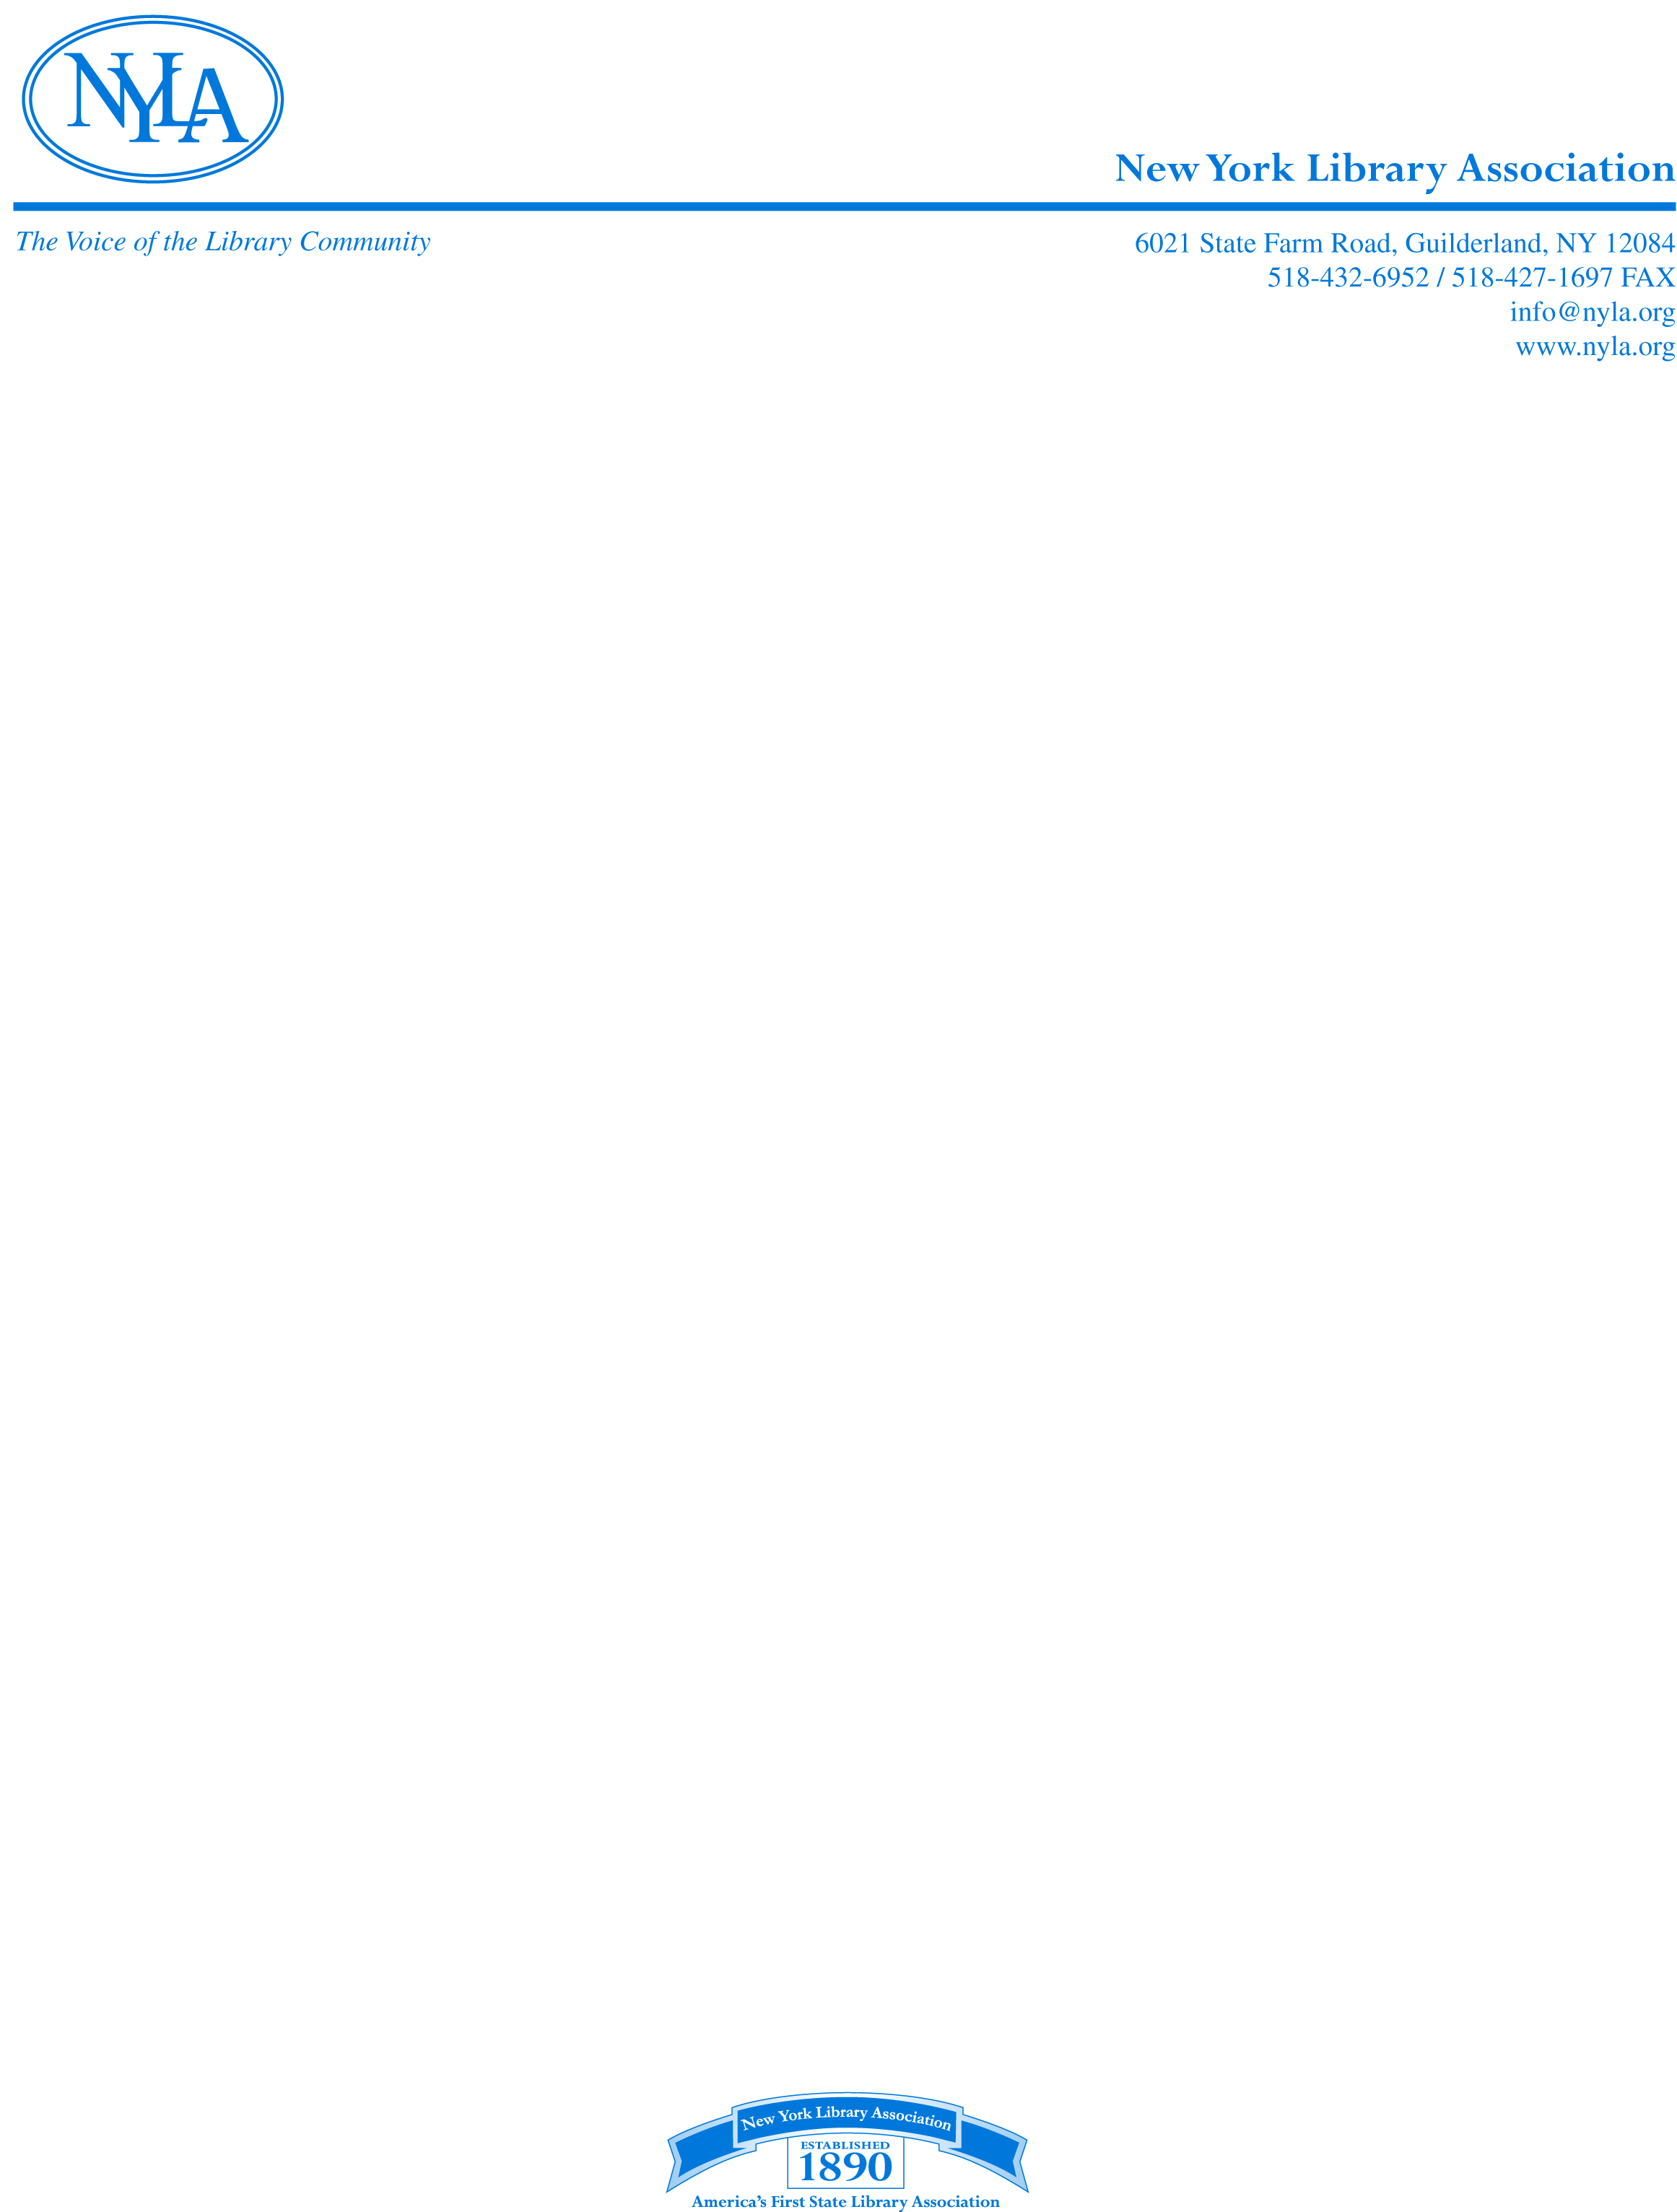 NYLA
New York Library Association
The Voice of the Library Community
6021 State Farm Road, Guilderland, NY 12084
518-432-6952 / 518-427-1697 FAX
info@nyla.org
www.nyla.org
New York Library Association
ESTABLISHED
1890
America’s First State Library Association